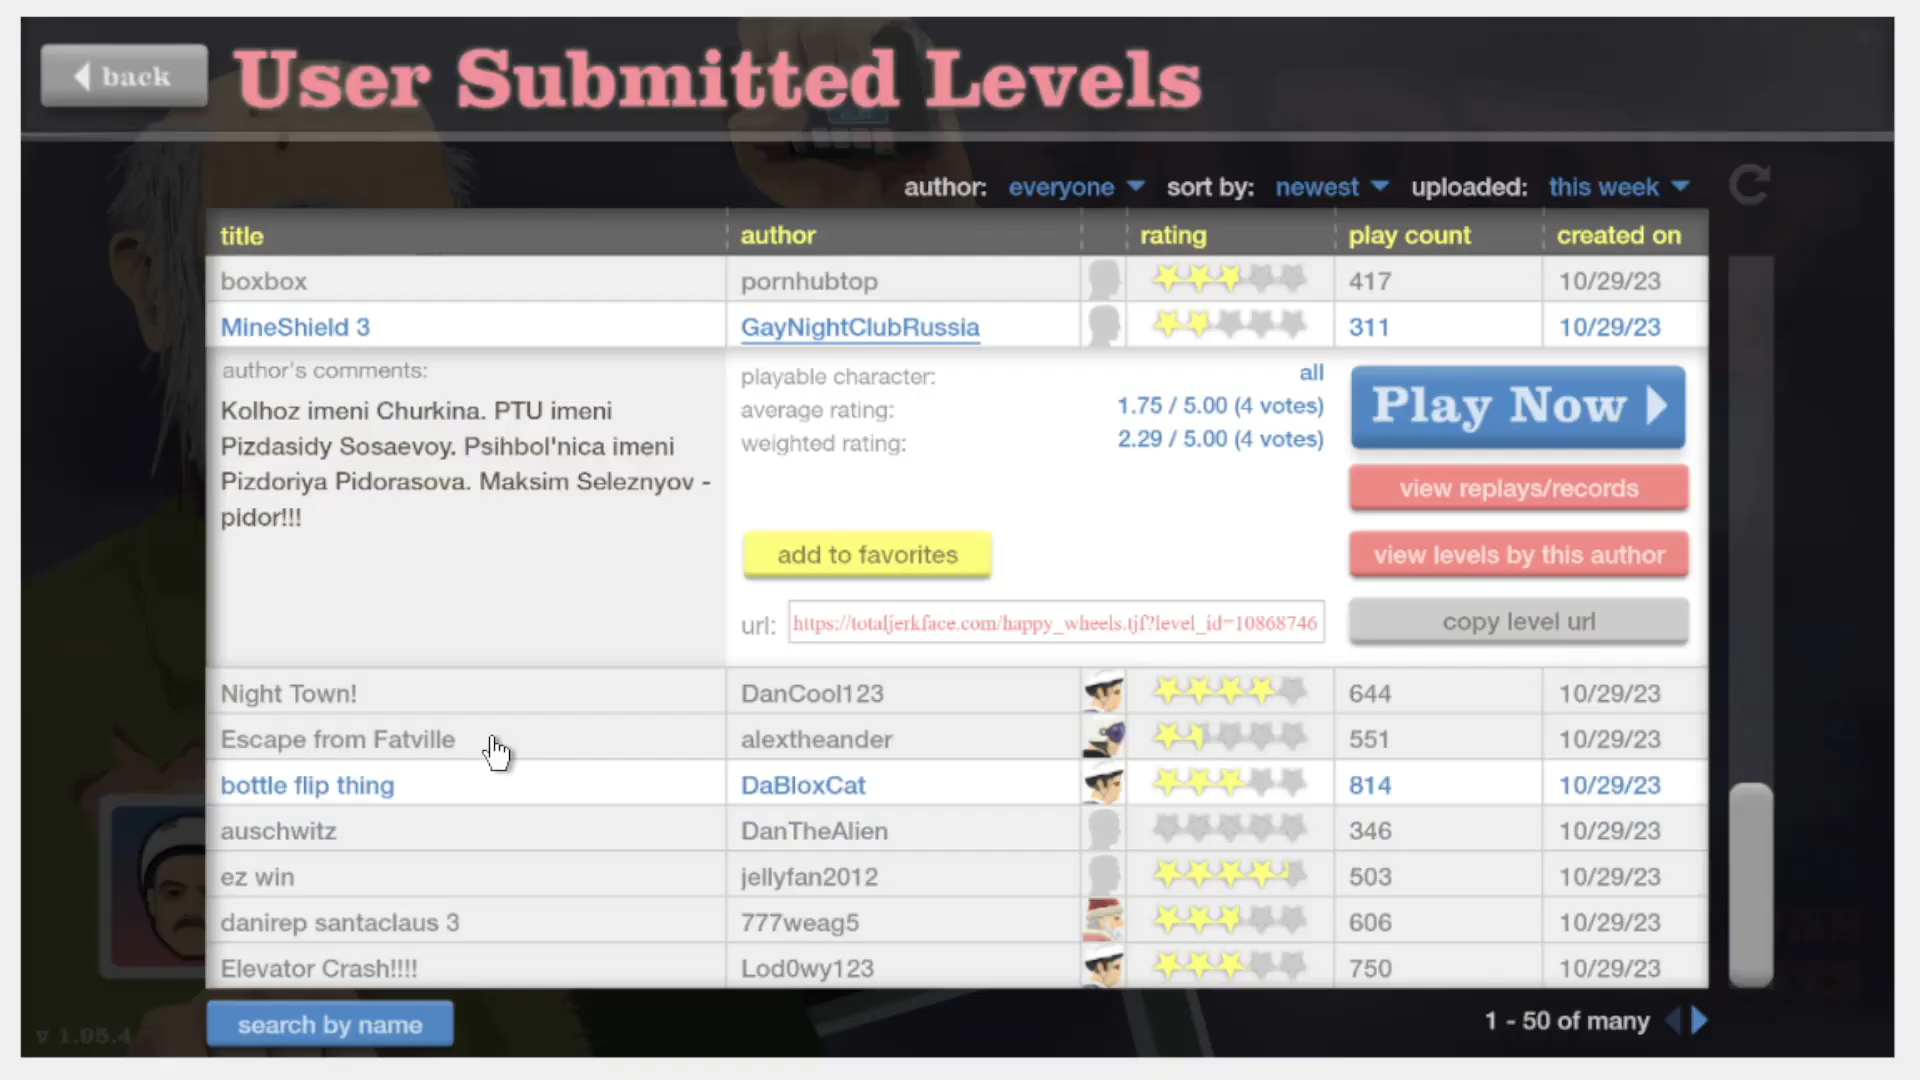 back
User Submitted Levels
author: everyone sort by: newest uploaded: this week
title author rating play count created on
boxbox pornhubtop 417 10/29/23
MineShield 3 GayNightClubRussia 311 10/29/23
author's comments:
Kolhoz imeni Churkina. PTU imeni
Pizdasidy Sosaevoy. Psihbol'nica imeni
Pizdoriya Pidorasova. Maksim Seleznyov -
pidor!!!
playable character: all
average rating: 1.75 / 5.00 (4 votes)
weighted rating: 2.29 / 5.00 (4 votes)
add to favorites
url: https://totaljerkface.com/happy_wheels.tjf?level_id=10868746
Play Now
view replays/records
view levels by this author
copy level url
Night Town! DanCool123 644 10/29/23
Escape from Fatville alextheander 551 10/29/23
bottle flip thing DaBloxCat 814 10/29/23
auschwitz DanTheAlien 346 10/29/23
ez win jellyfan2012 503 10/29/23
danirep santaclaus 3 777weag5 606 10/29/23
Elevator Crash!!!! Lod0wy123 750 10/29/23
v 1.95.4
search by name
1 - 50 of many